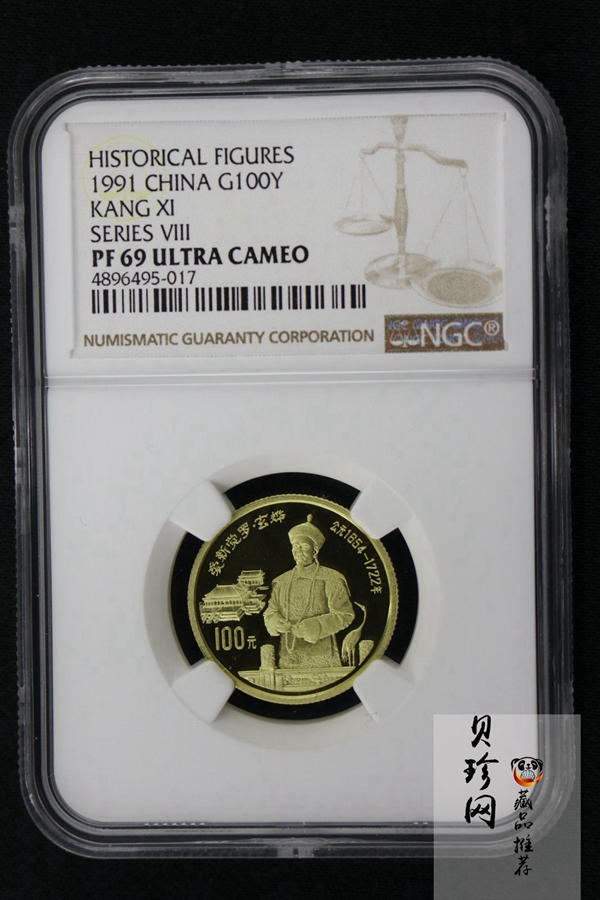 HISTORICAL FIGURES
1991 CHINA G100Y
KANG XI
SERIES VIII
PF 69 ULTRA CAMEO
4896495-017
NUMISMATIC GUARANTY CORPORATION
NGC®
爱新觉罗·玄烨
公元1654—1722年
100元
贝珍网
藏品推荐